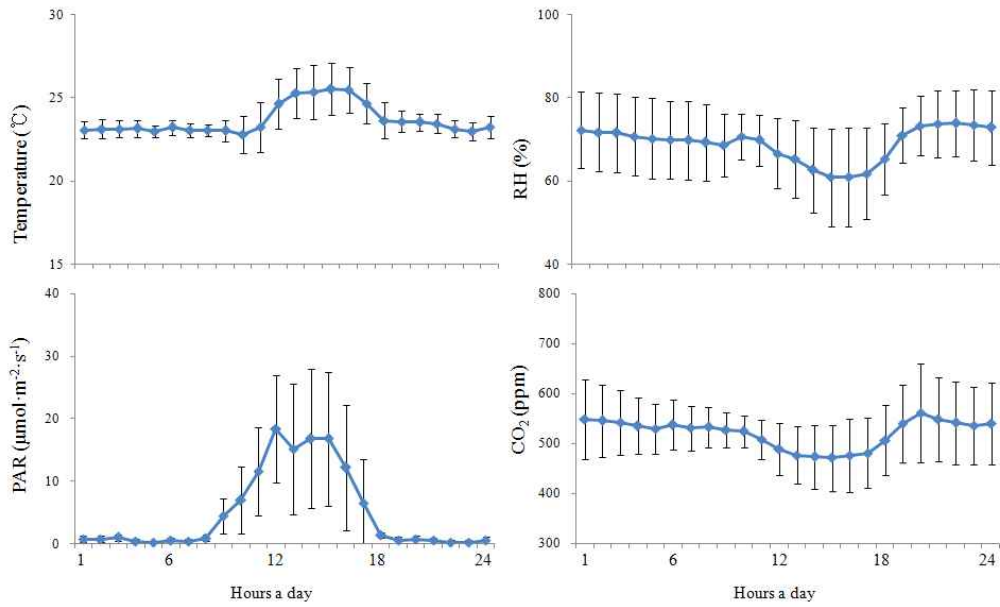 30
25
20
15
Temperature (℃)
100
80
60
40
RH (%)
40
30
20
10
0
PAR (μmol·m⁻²·s⁻¹)
1 6 12 18 24
Hours a day
800
700
600
500
400
300
CO₂ (ppm)
1 6 12 18 24
Hours a day